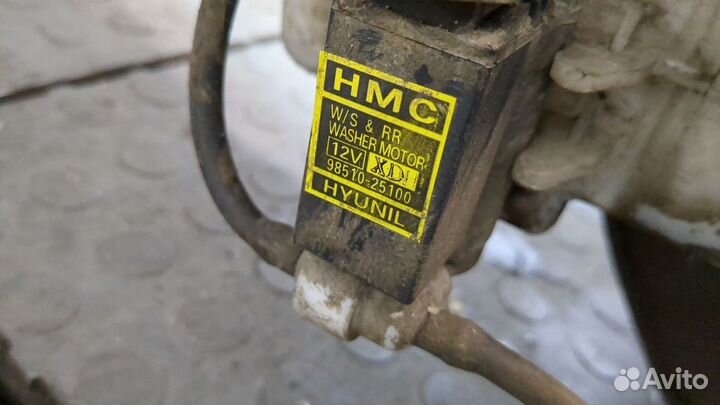 HMC
W/S & RR
WASHER MOTOR
12V XD
98510-25100
HYUNIL
Avito